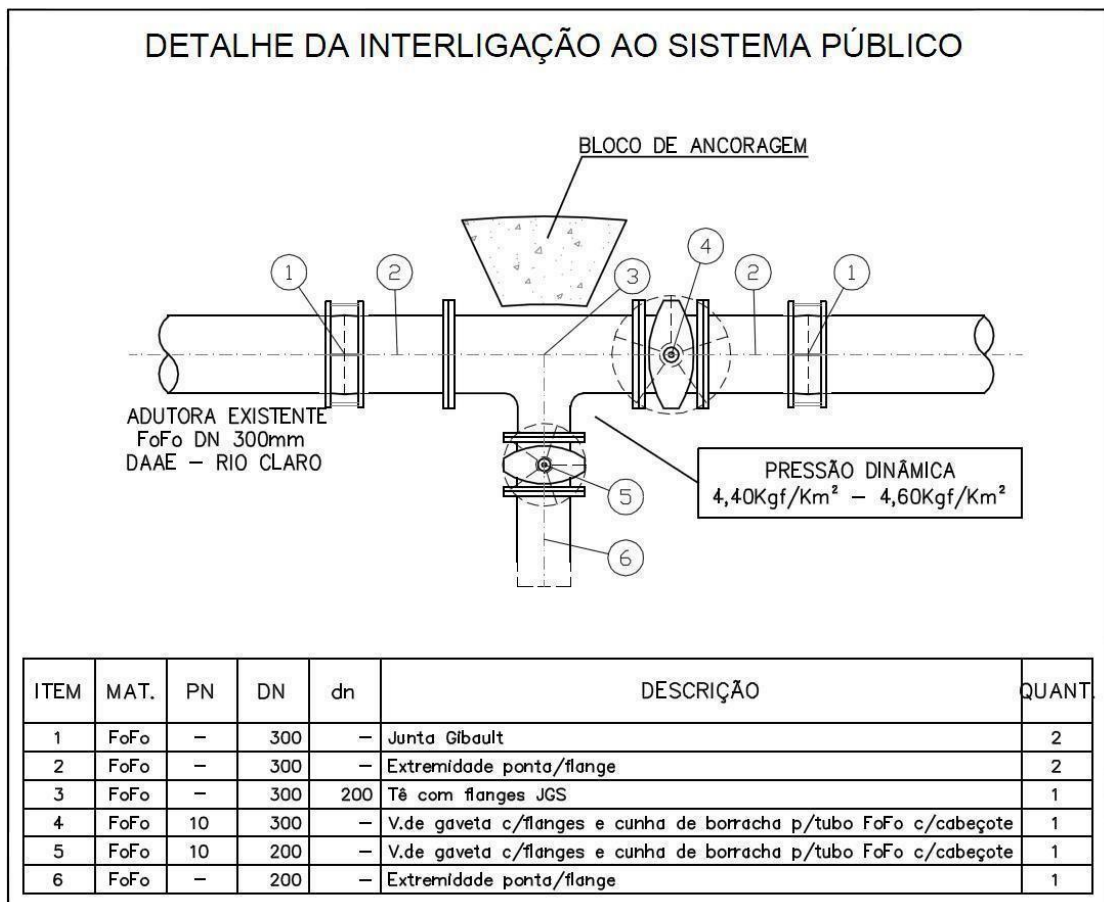 DETALHE DA INTERLIGAÇÃO AO SISTEMA PÚBLICO
BLOCO DE ANCORAGEM
1
2
3
4
2
1
ADUTORA EXISTENTE
FoFo DN 300mm
DAAE – RIO CLARO
PRESSÃO DINÂMICA
4,40Kgf/Km² – 4,60Kgf/Km²
5
6
ITEM MAT. PN DN dn DESCRIÇÃO QUANT.
1 FoFo – 300 – Junta Gibault 2
2 FoFo – 300 – Extremidade ponta/flange 2
3 FoFo – 300 200 Tê com flanges JGS 1
4 FoFo 10 300 – V.de gaveta c/flanges e cunha de borracha p/tubo FoFo c/cabeçote 1
5 FoFo 10 200 – V.de gaveta c/flanges e cunha de borracha p/tubo FoFo c/cabeçote 1
6 FoFo – 200 – Extremidade ponta/flange 1